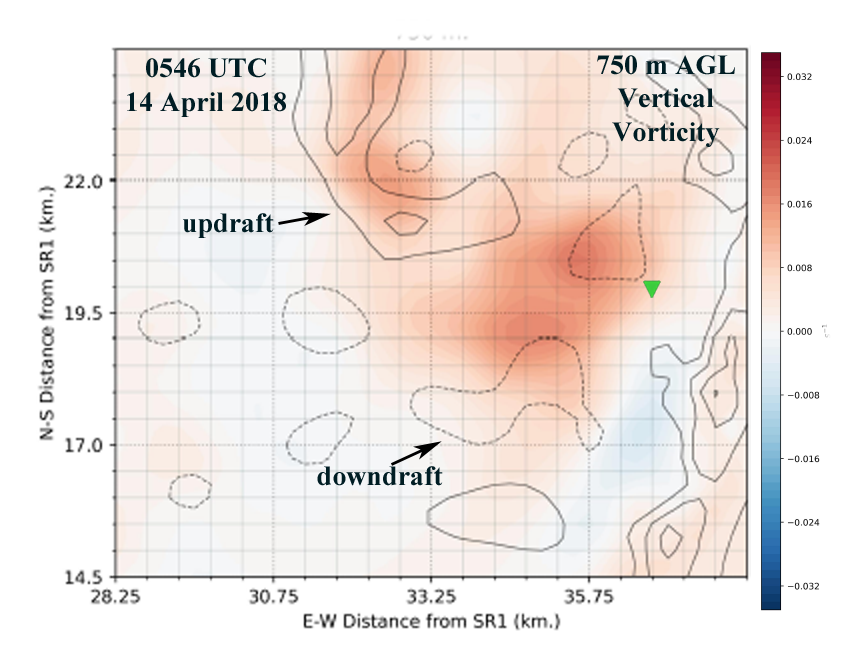 0546 UTC
14 April 2018
750 m AGL
Vertical
Vorticity
updraft
downdraft
N-S Distance from SR1 (km.)
22.0
19.5
17.0
14.5
28.25 30.75 33.25 35.75
E-W Distance from SR1 (km.)
0.032
0.024
0.016
0.008
0.000
−0.008
−0.016
−0.024
−0.032